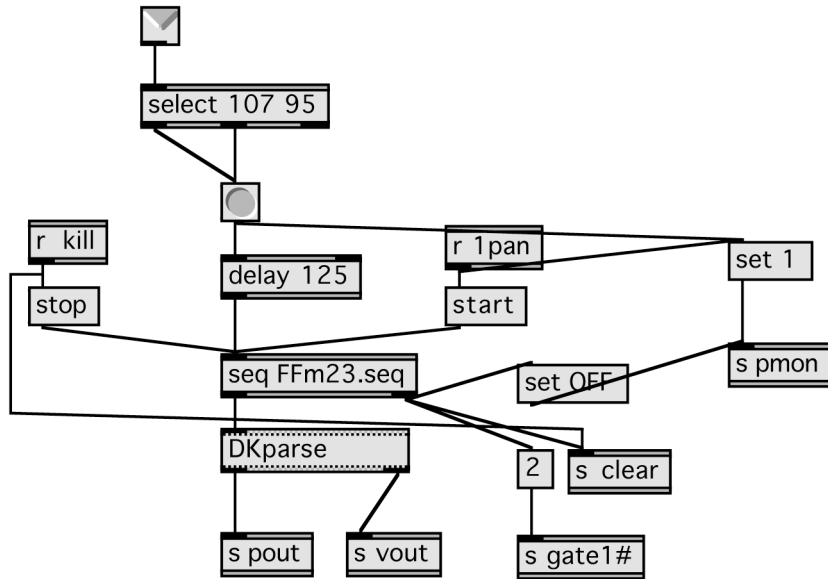 select 107 95
r kill
r 1pan
set 1
delay 125
stop
start
s pmon
seq FFm23.seq
set OFF
DKparse
2
s clear
s pout
s vout
s gate1#